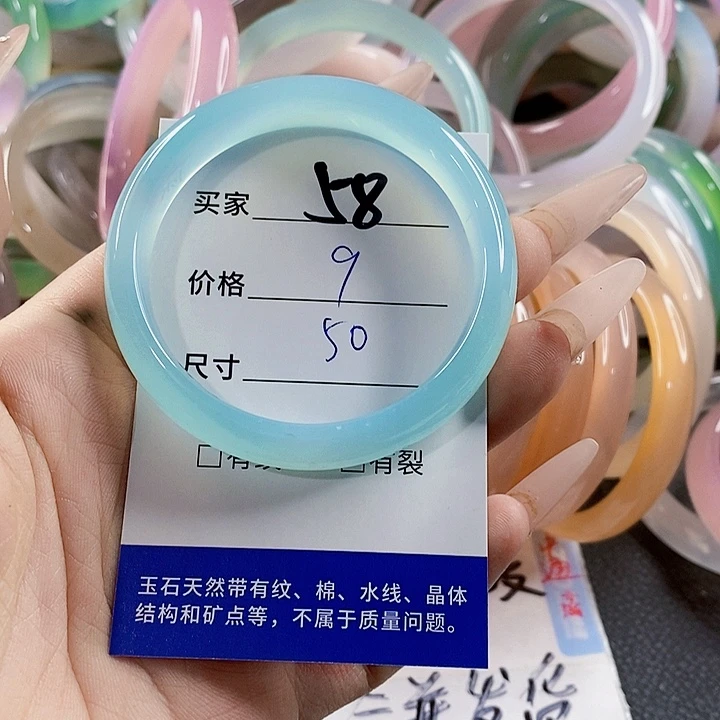 买家 58
价格 9
尺寸 50
有裂
玉石天然带有纹、棉、水线、晶体
结构和矿点等，不属于质量问题。